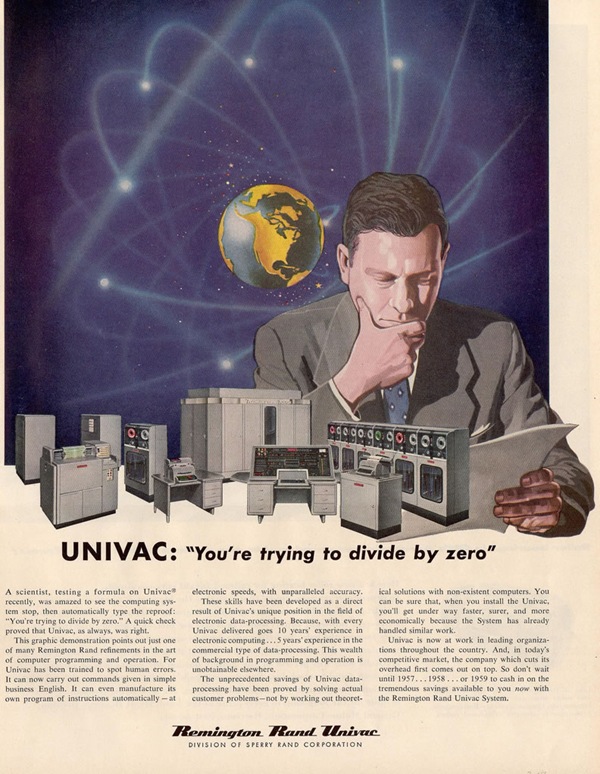 UNIVAC: "You're trying to divide by zero"
A scientist, testing a formula on Univac®
recently, was amazed to see the computing sys-
tem stop, then automatically type the reproof:
"You're trying to divide by zero." A quick check
proved that Univac, as always, was right.
This graphic demonstration points out just one
of many Remington Rand refinements in the art
of computer programming and operation. For
Univac has been trained to spot human errors.
It can now carry out commands given in simple
business English. It can even manufacture its
own program of instructions automatically—at
electronic speeds, with unparalleled accuracy.
These skills have been developed as a direct
result of Univac's unique position in the field of
electronic data-processing. Because, with every
Univac delivered goes 10 years' experience in
electronic computing...5 years' experience in the
commercial type of data-processing. This wealth
of background in programming and operation is
unobtainable elsewhere.
The unprecedented savings of Univac data-
processing have been proved by solving actual
customer problems—not by working out theoret-
ical solutions with non-existent computers. You
can be sure that, when you install the Univac,
you'll get under way faster, surer, and more
economically because the System has already
handled similar work.
Univac is now at work in leading organiza-
tions throughout the country. And, in today's
competitive market, the company which cuts its
overhead first comes out on top. So don't wait
until 1957...1958...or 1959 to cash in on the
tremendous savings available to you now with
the Remington Rand Univac System.
Remington Rand Univac
DIVISION OF SPERRY RAND CORPORATION